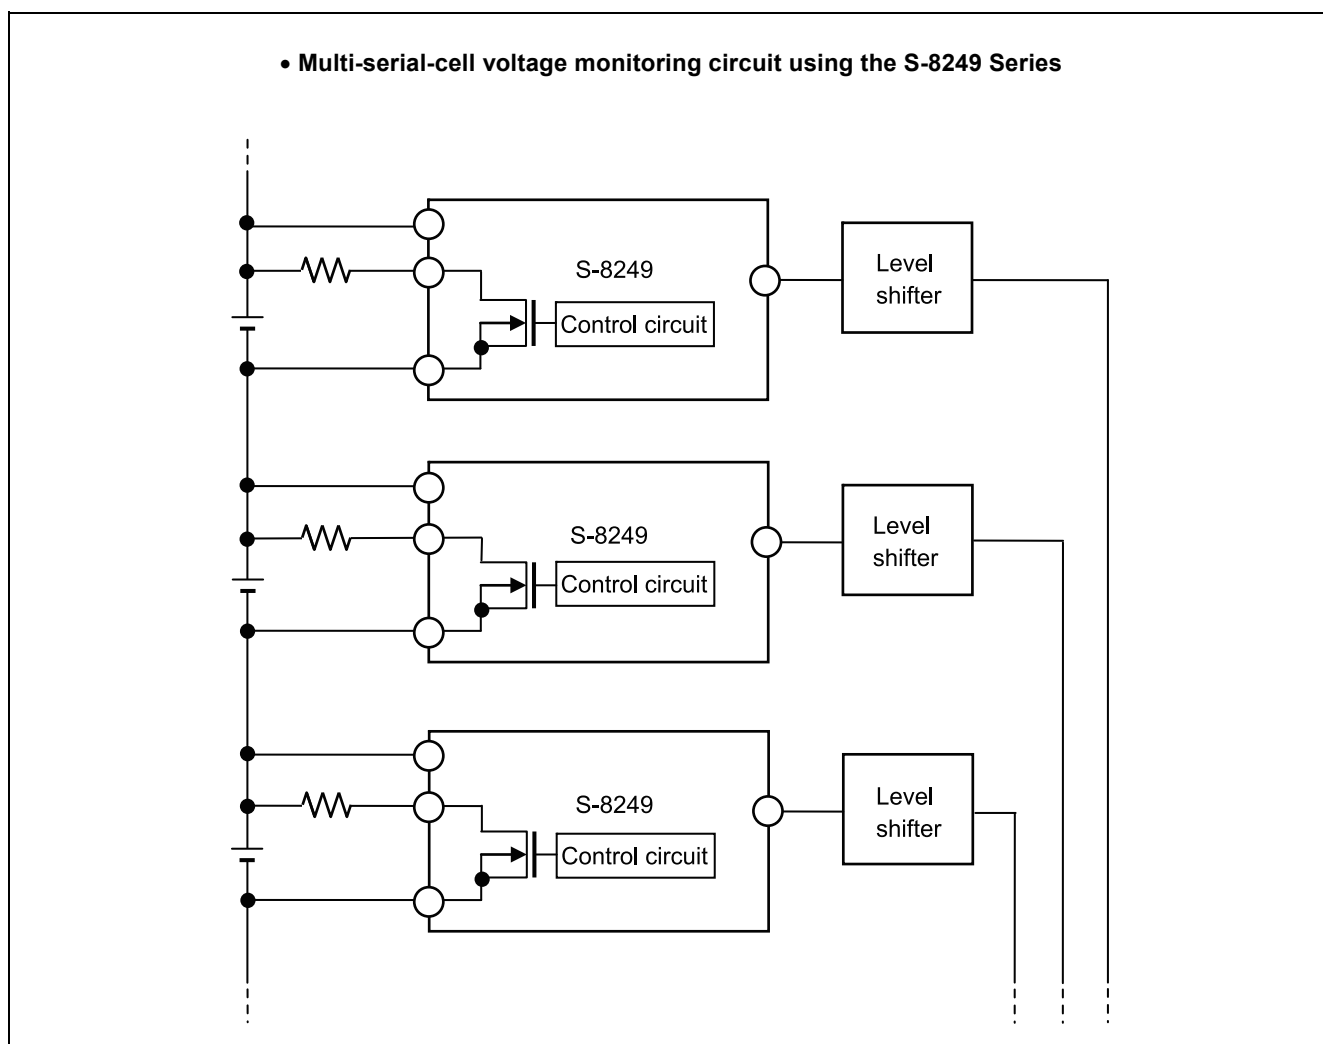 • Multi-serial-cell voltage monitoring circuit using the S-8249 Series
S-8249
Control circuit
Level
shifter
S-8249
Control circuit
Level
shifter
S-8249
Control circuit
Level
shifter